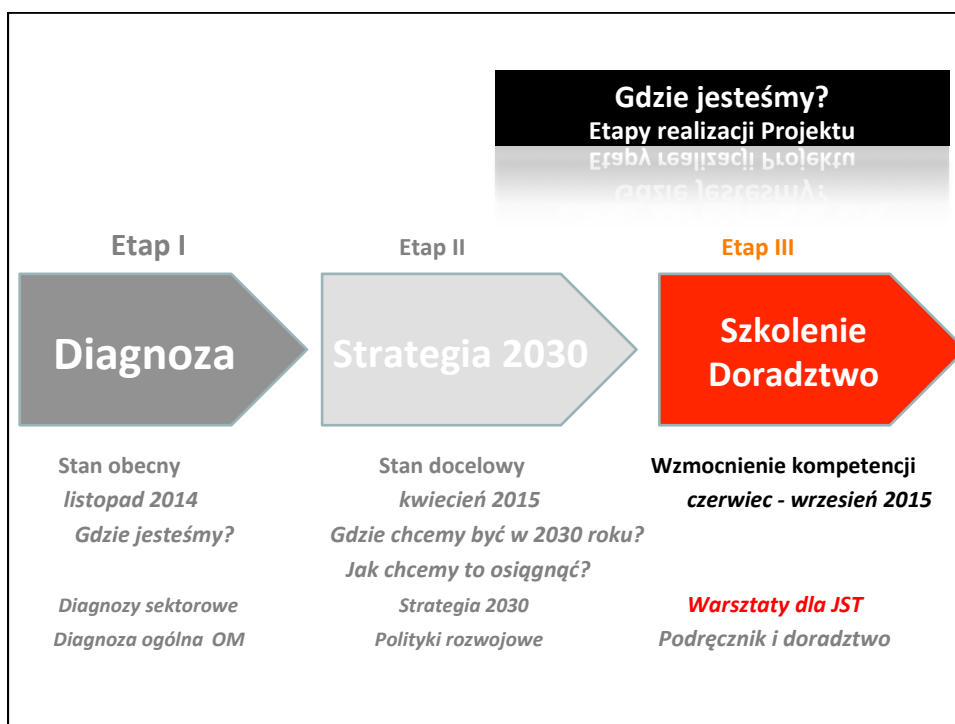 Gdzie jesteśmy?
Etapy realizacji Projektu
Etap I
Etap II
Etap III
Diagnoza
Strategia 2030
Szkolenie
Doradztwo
Stan obecny
listopad 2014
Gdzie jesteśmy?
Stan docelowy
kwiecień 2015
Gdzie chcemy być w 2030 roku?
Jak chcemy to osiągnąć?
Wzmocnienie kompetencji
czerwiec - wrzesień 2015
Diagnozy sektorowe
Diagnoza ogólna OM
Strategia 2030
Polityki rozwojowe
Warsztaty dla JST
Podręcznik i doradztwo